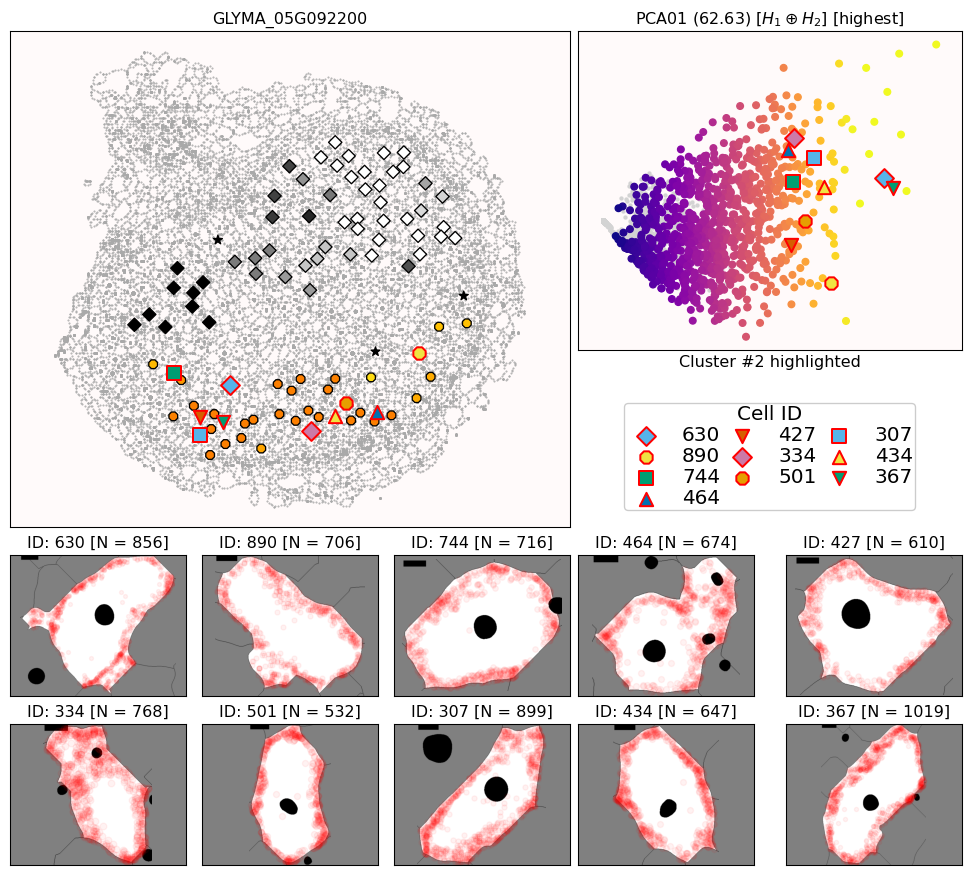 GLYMA_05G092200
PCA01 (62.63) [H₁ ⊕ H₂] [highest]
Cluster #2 highlighted
Cell ID
630 427 307
890 334 434
744 501 367
464
ID: 630 [N = 856] ID: 890 [N = 706] ID: 744 [N = 716] ID: 464 [N = 674] ID: 427 [N = 610]
ID: 334 [N = 768] ID: 501 [N = 532] ID: 307 [N = 899] ID: 434 [N = 647] ID: 367 [N = 1019]